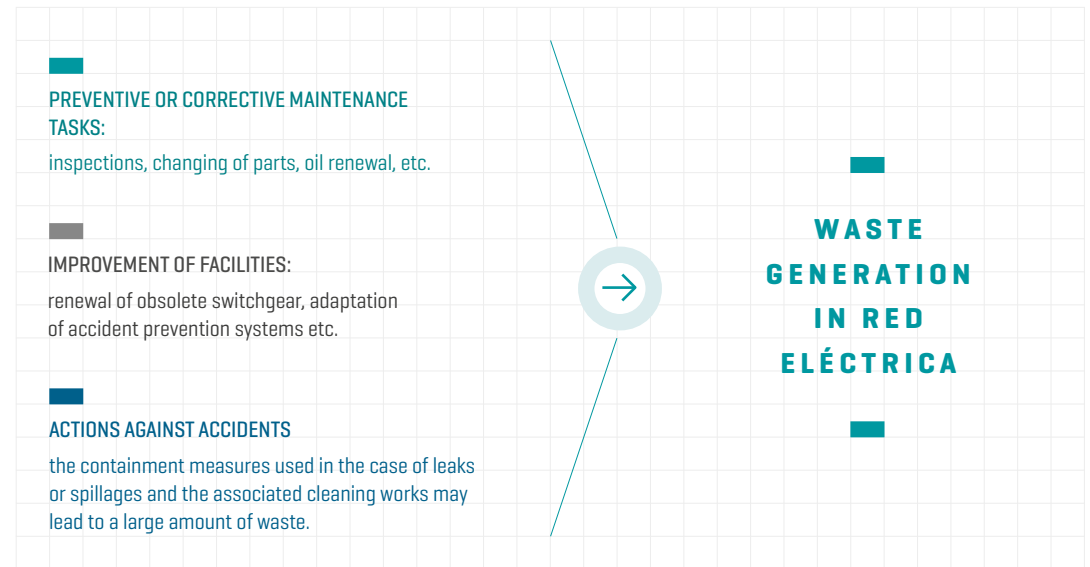 PREVENTIVE OR CORRECTIVE MAINTENANCE
TASKS:
inspections, changing of parts, oil renewal, etc.
IMPROVEMENT OF FACILITIES:
renewal of obsolete switchgear, adaptation
of accident prevention systems etc.
ACTIONS AGAINST ACCIDENTS
the containment measures used in the case of leaks
or spillages and the associated cleaning works may
lead to a large amount of waste.
WASTE
GENERATION
IN RED
ELÉCTRICA